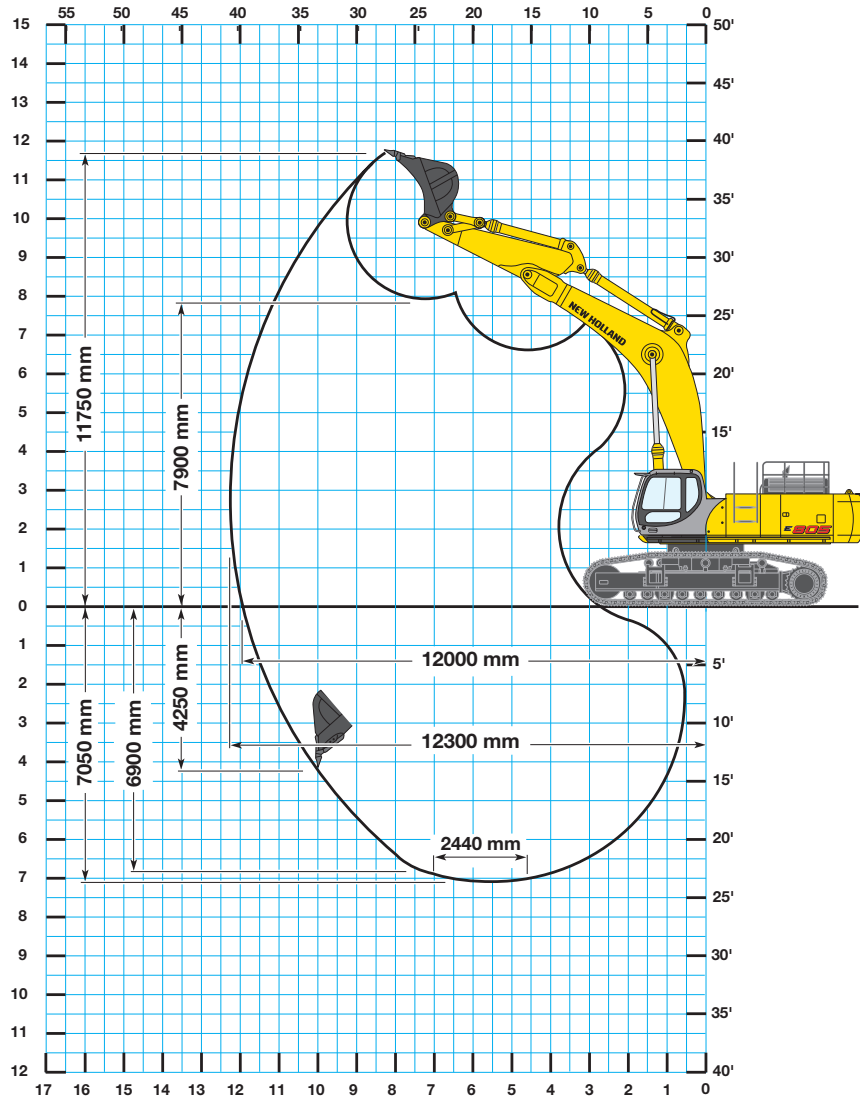 55 50 45 40 35 30 25 20 15 10 5 0
15 50'
14
13 45'
12 40'
11
35'
10
9 30'
8 25'
NEW HOLLAND
7
6 20'
11750 mm
7900 mm
5 15'
4
3
2
E 805
1
0
1 5'
12000 mm
2
7050 mm
6900 mm
4250 mm
3 10'
12300 mm
4 15'
5
6 20'
2440 mm
7 25'
8
9 30'
10 35'
11
12 40'
17 16 15 14 13 12 11 10 9 8 7 6 5 4 3 2 1 0